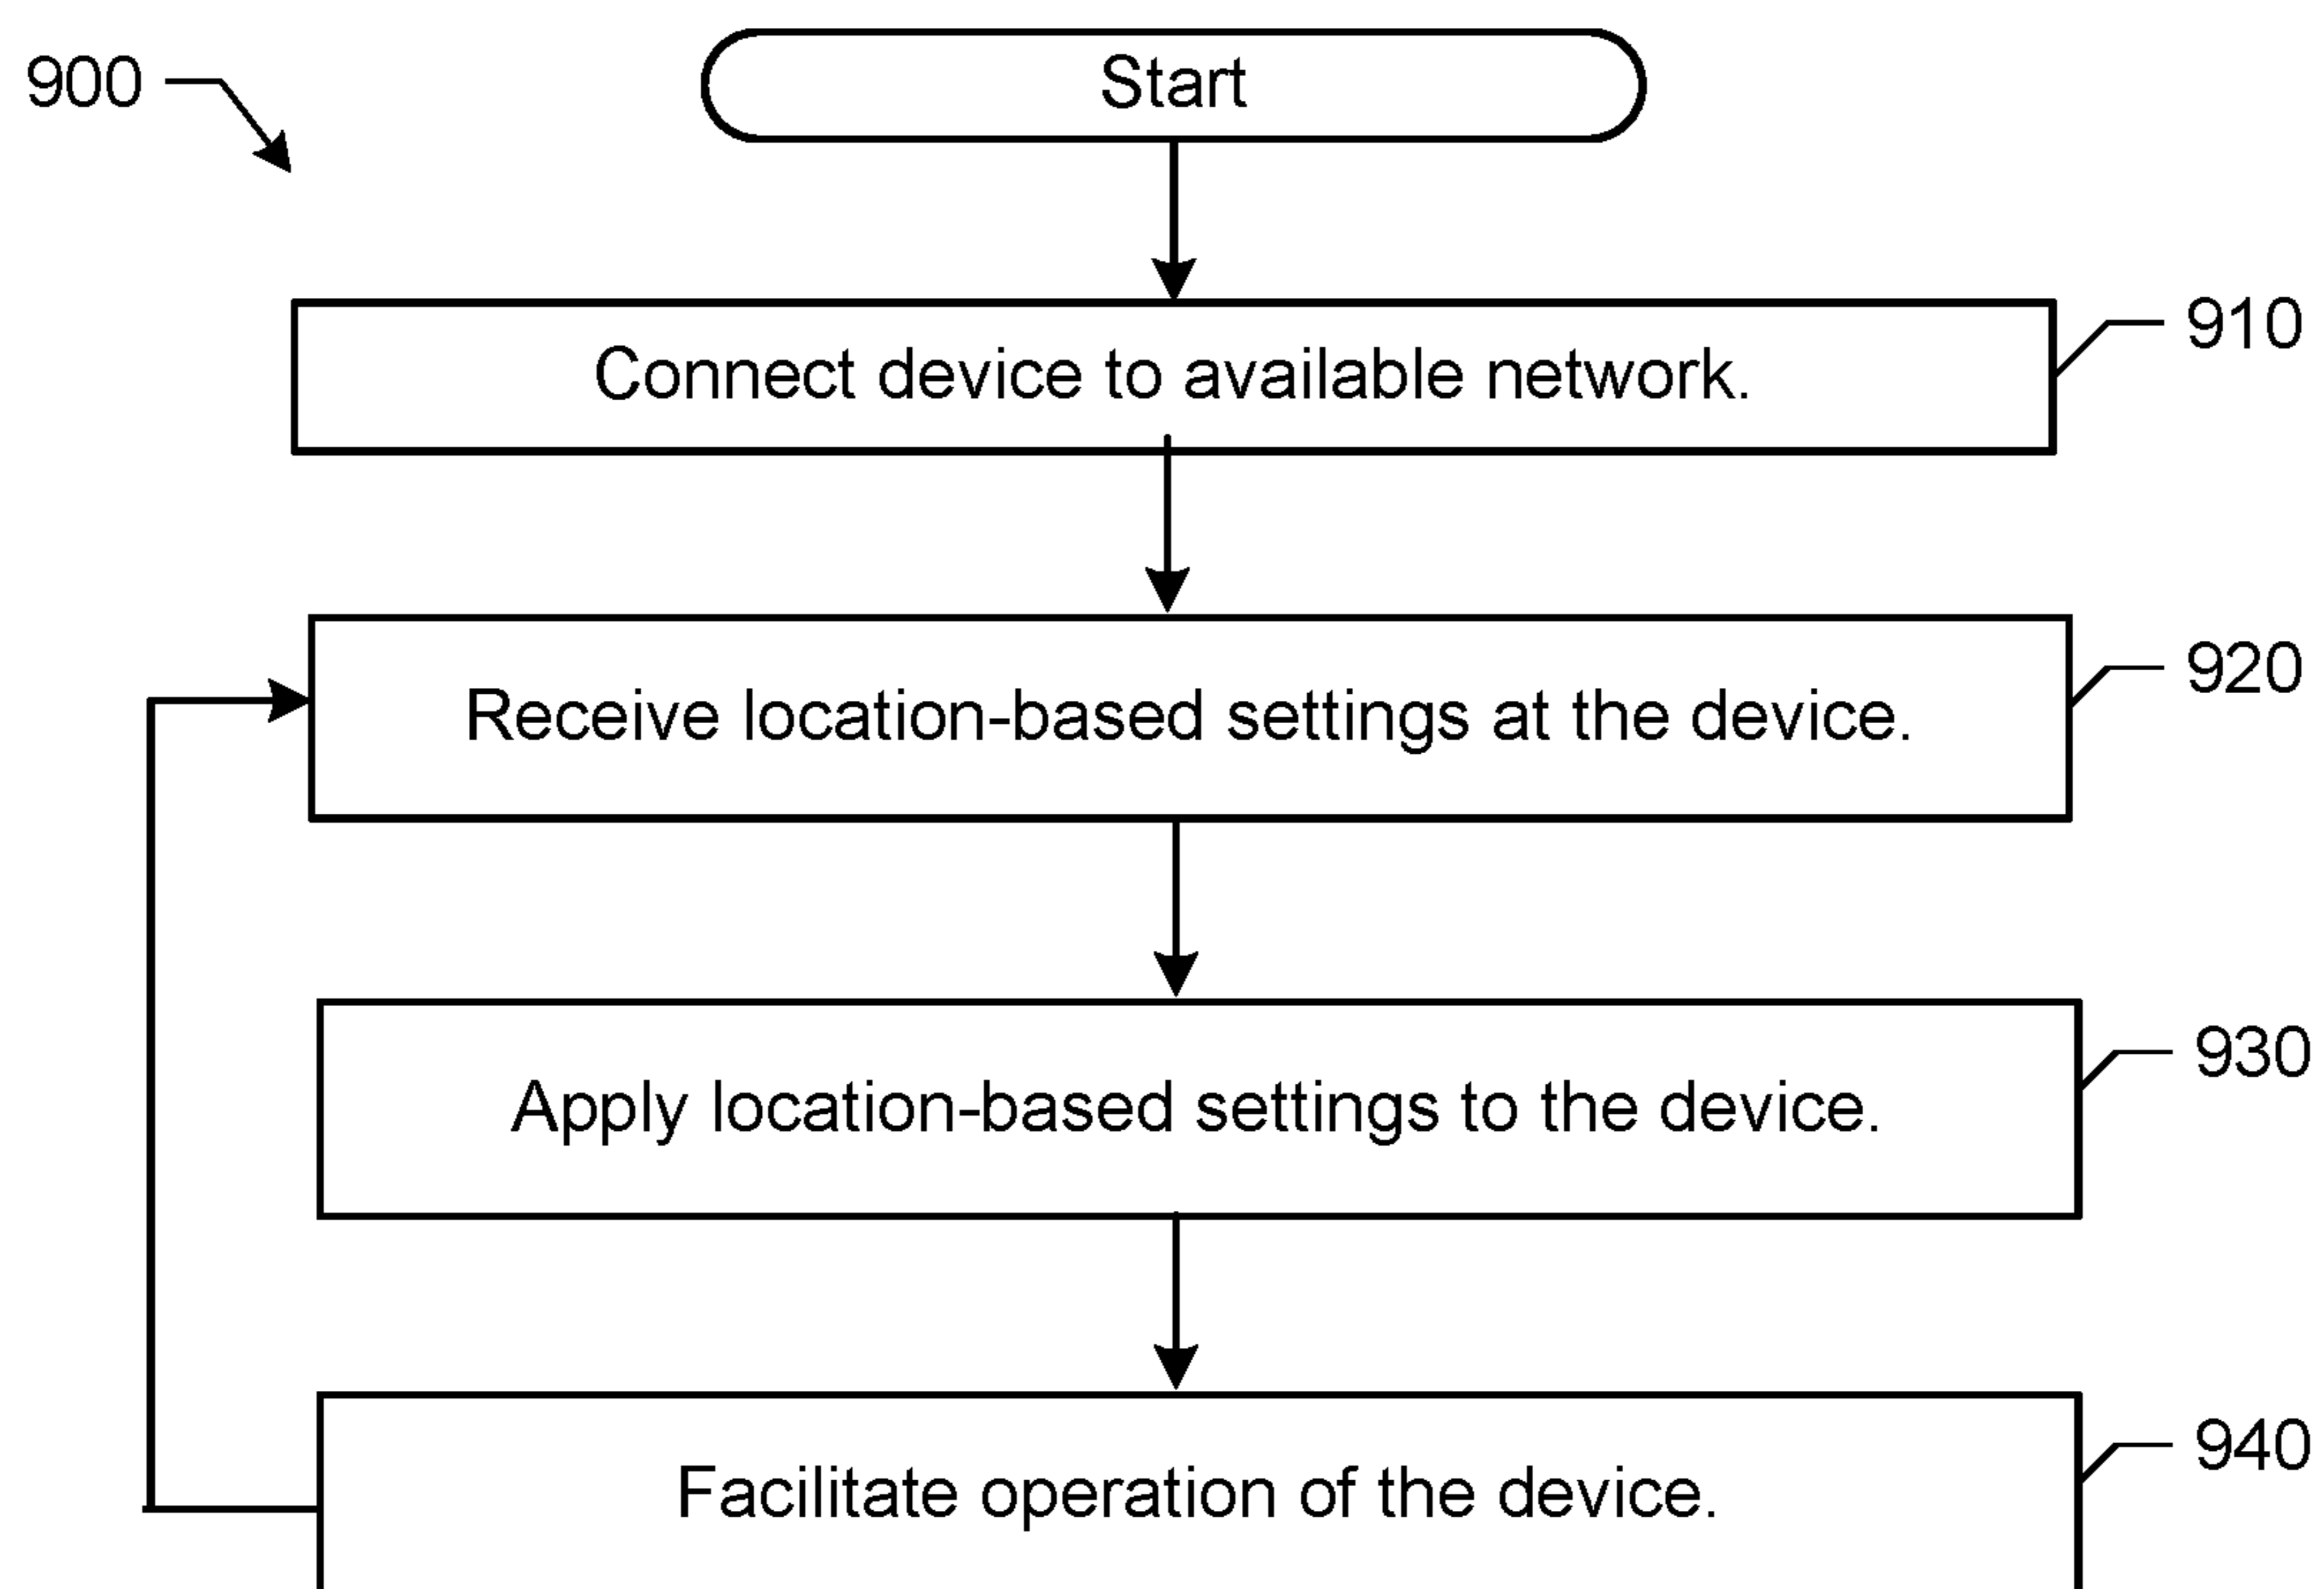 900
Start
910
Connect device to available network.
920
Receive location-based settings at the device.
930
Apply location-based settings to the device.
940
Facilitate operation of the device.